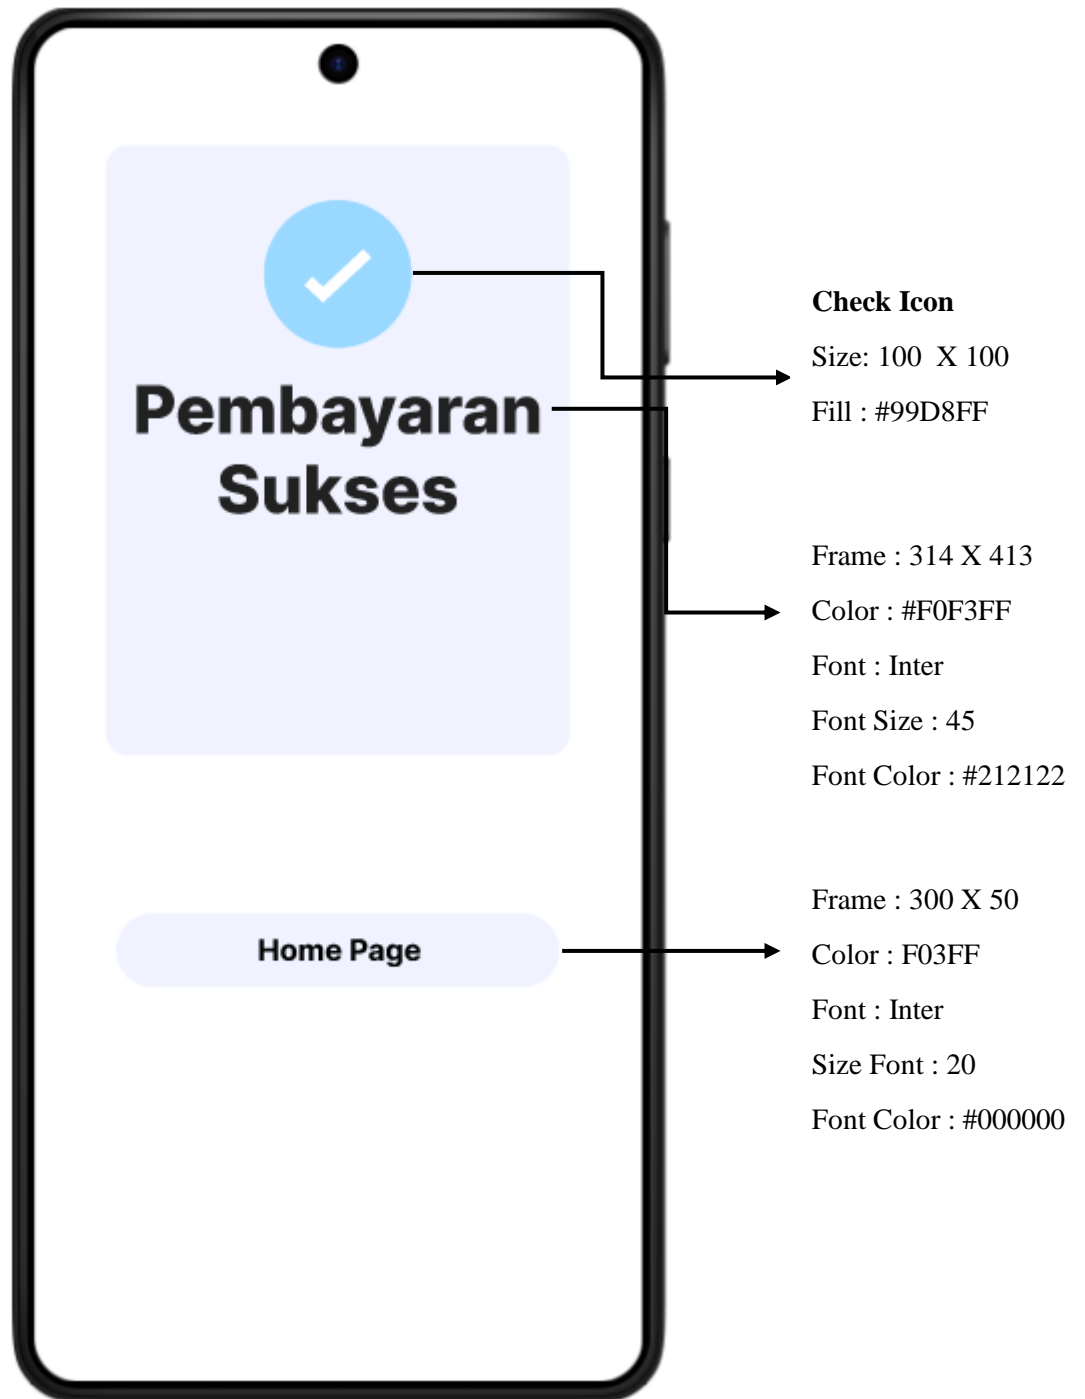 Pembayaran
Sukses
Home Page
Check Icon
Size: 100 X 100
Fill : #99D8FF
Frame : 314 X 413
Color : #F0F3FF
Font : Inter
Font Size : 45
Font Color : #212122
Frame : 300 X 50
Color : F03FF
Font : Inter
Size Font : 20
Font Color : #000000